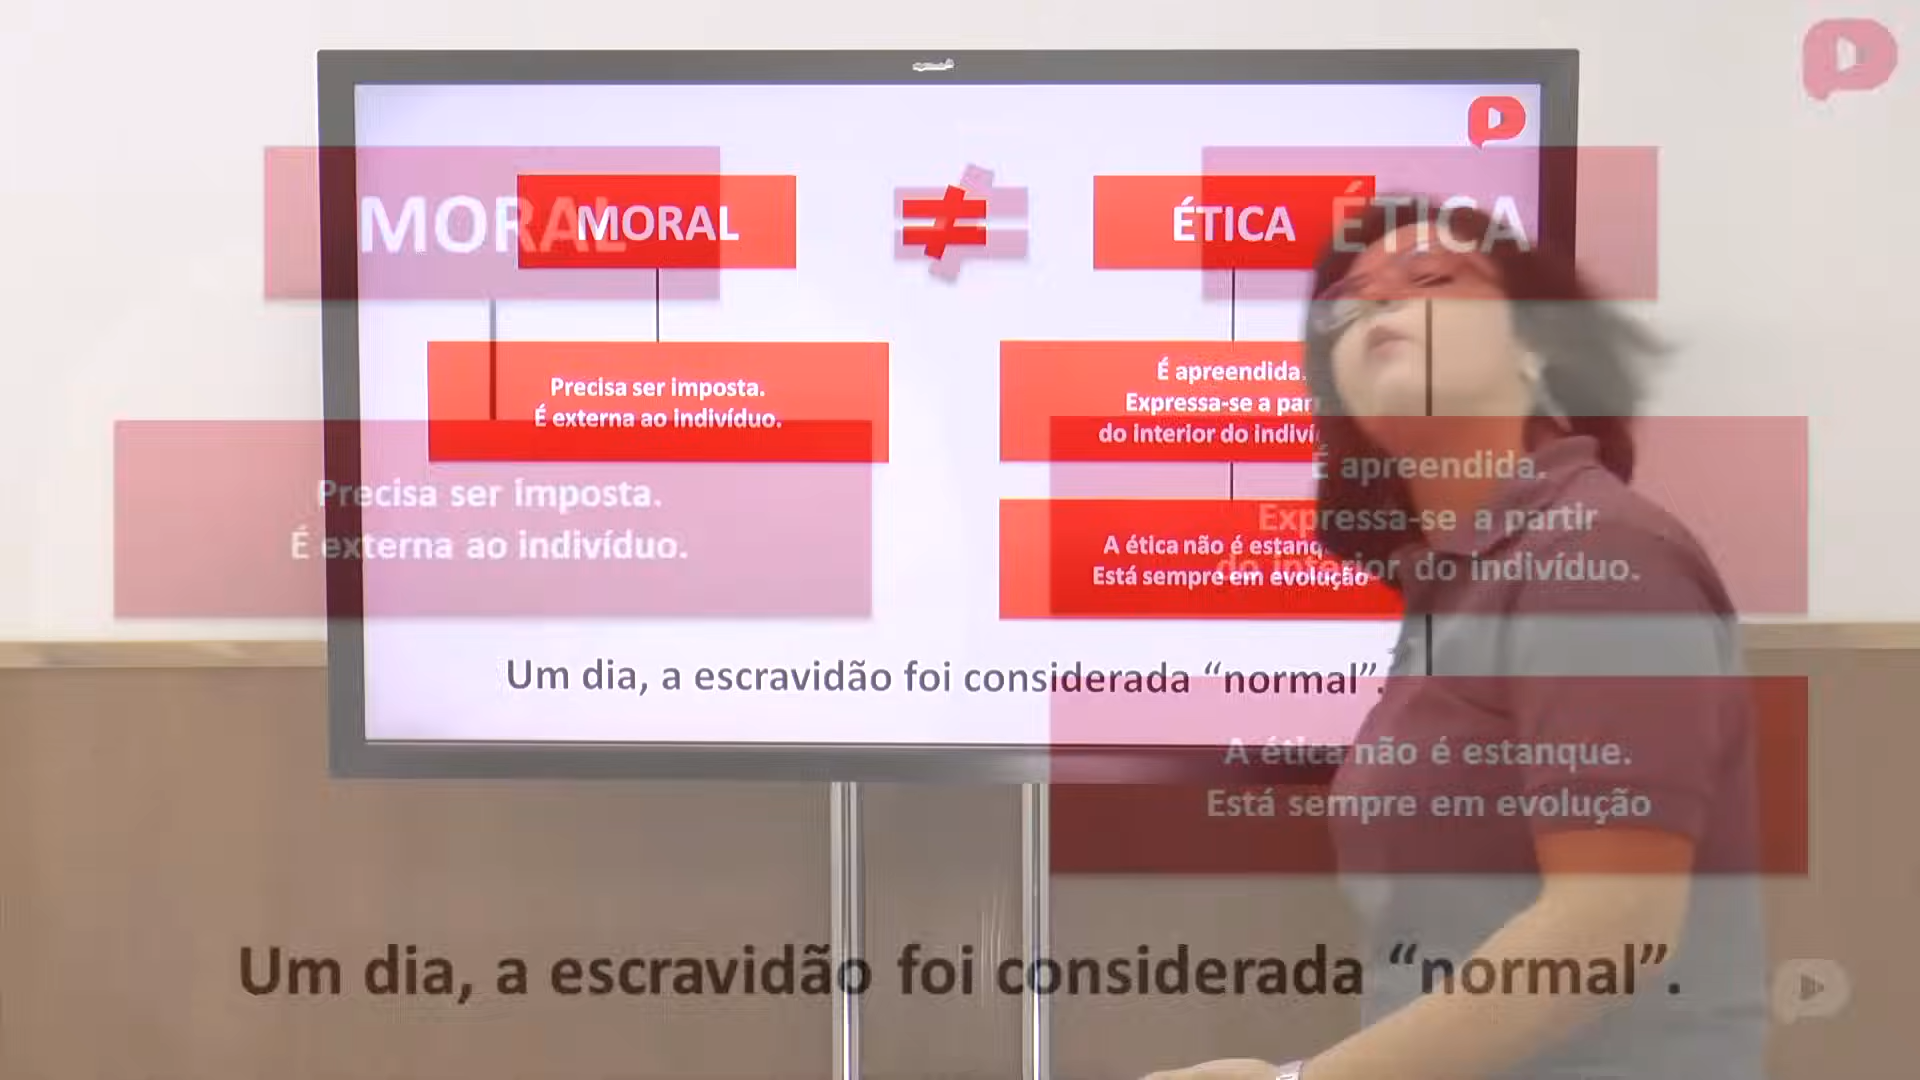 MORAL
≠
ÉTICA
Precisa ser imposta.
É externa ao indivíduo.
É apreendida.
Expressa-se a partir
do interior do indivíduo.
A ética não é estanque.
Está sempre em evolução
Um dia, a escravidão foi considerada “normal”.
MORAL
ÉTICA
Precisa ser imposta.
É externa ao indivíduo.
É apreendida.
Expressa-se a par
do interior do indiví
A ética não é estanq
Está sempre em evolução
Um dia, a escravidão foi considerada “normal”.